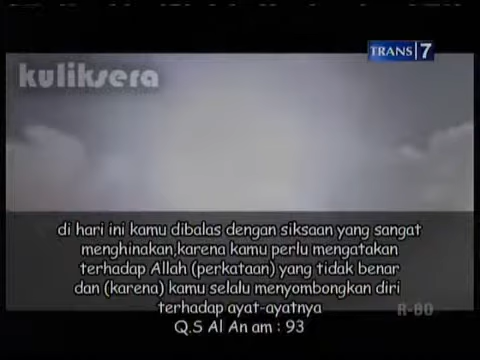 TRANS|7
kuliksera
di hari ini kamu dibalas dengan siksaan yang sangat
menghinakan,karena kamu perlu mengatakan
terhadap Allah (perkataan) yang tidak benar
dan (karena) kamu selalu menyombongkan diri
terhadap ayat-ayatnya
R-BO
Q.S Al An am : 93